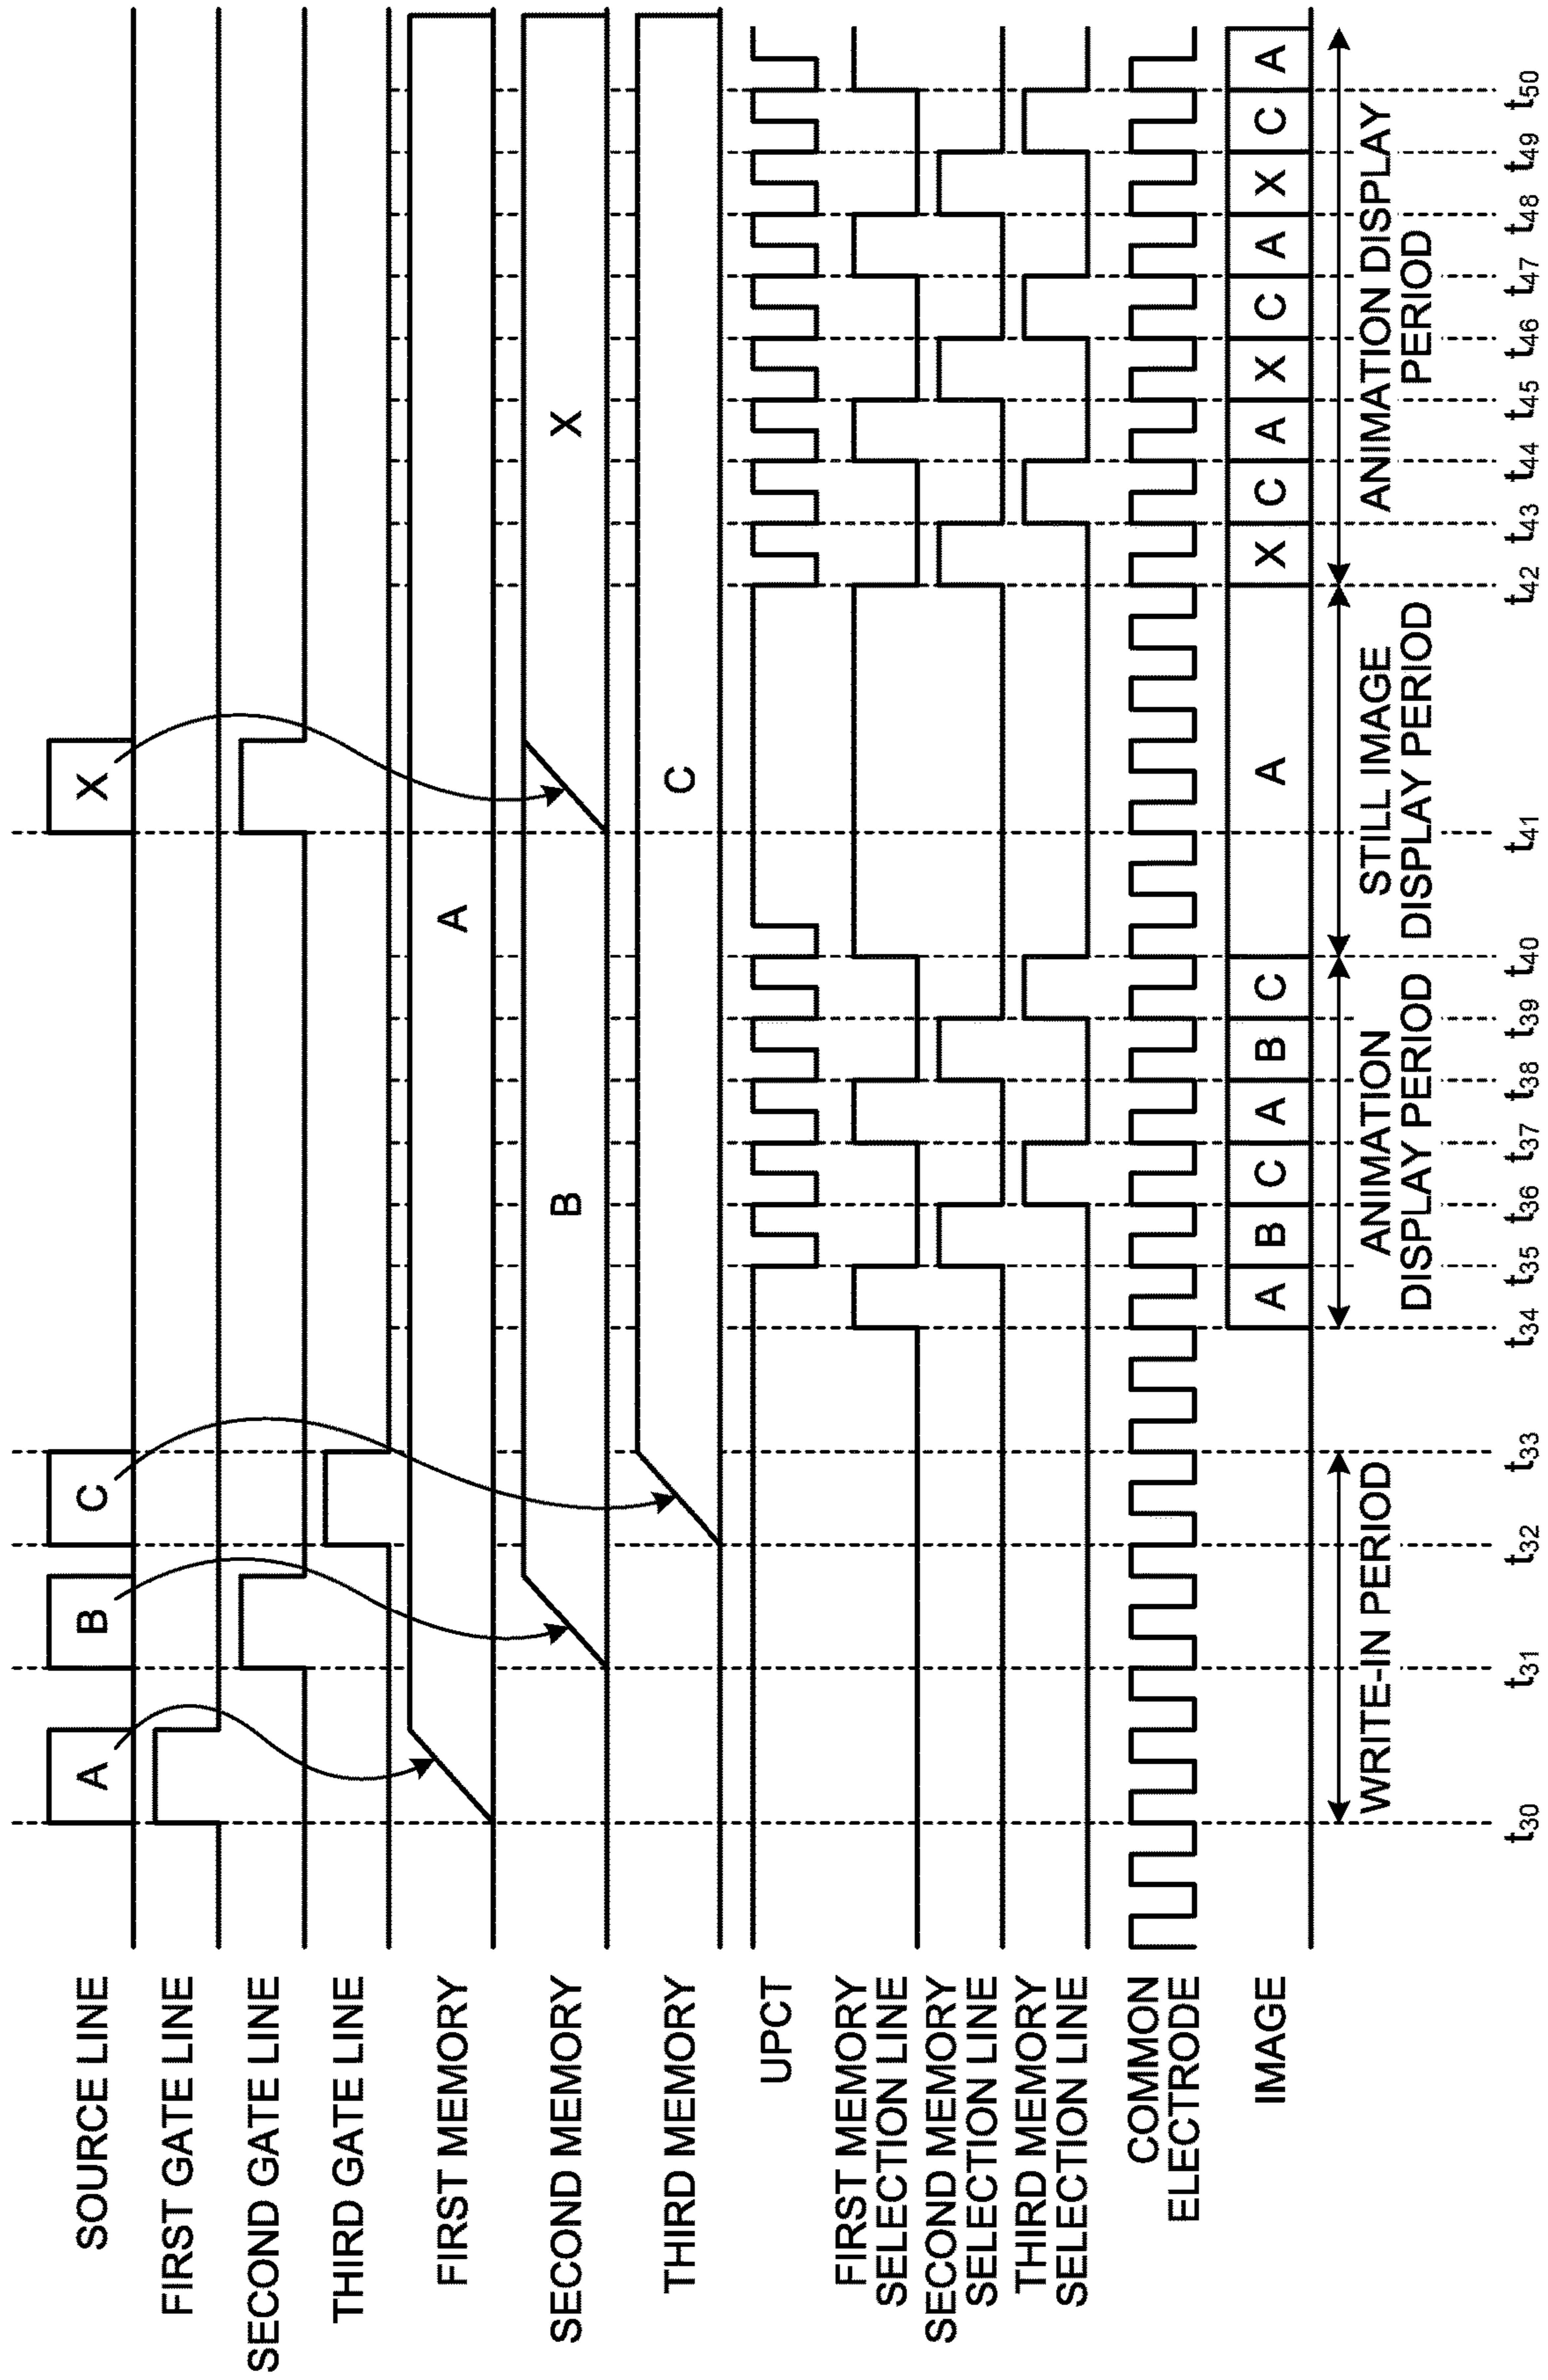 SOURCE LINE
A
B
C
X
FIRST GATE LINE
SECOND GATE LINE
THIRD GATE LINE
FIRST MEMORY
A
SECOND MEMORY
B
X
THIRD MEMORY
C
UPCT
FIRST MEMORY
SELECTION LINE
SECOND MEMORY
SELECTION LINE
THIRD MEMORY
SELECTION LINE
COMMON
ELECTRODE
IMAGE
A B C A B C A X C A X C A X C A
WRITE-IN PERIOD
ANIMATION
DISPLAY PERIOD
STILL IMAGE
DISPLAY PERIOD
ANIMATION DISPLAY
PERIOD
t30 t31 t32 t33 t34 t35 t36 t37 t38 t39 t40 t41 t42 t43 t44 t45 t46 t47 t48 t49 t50